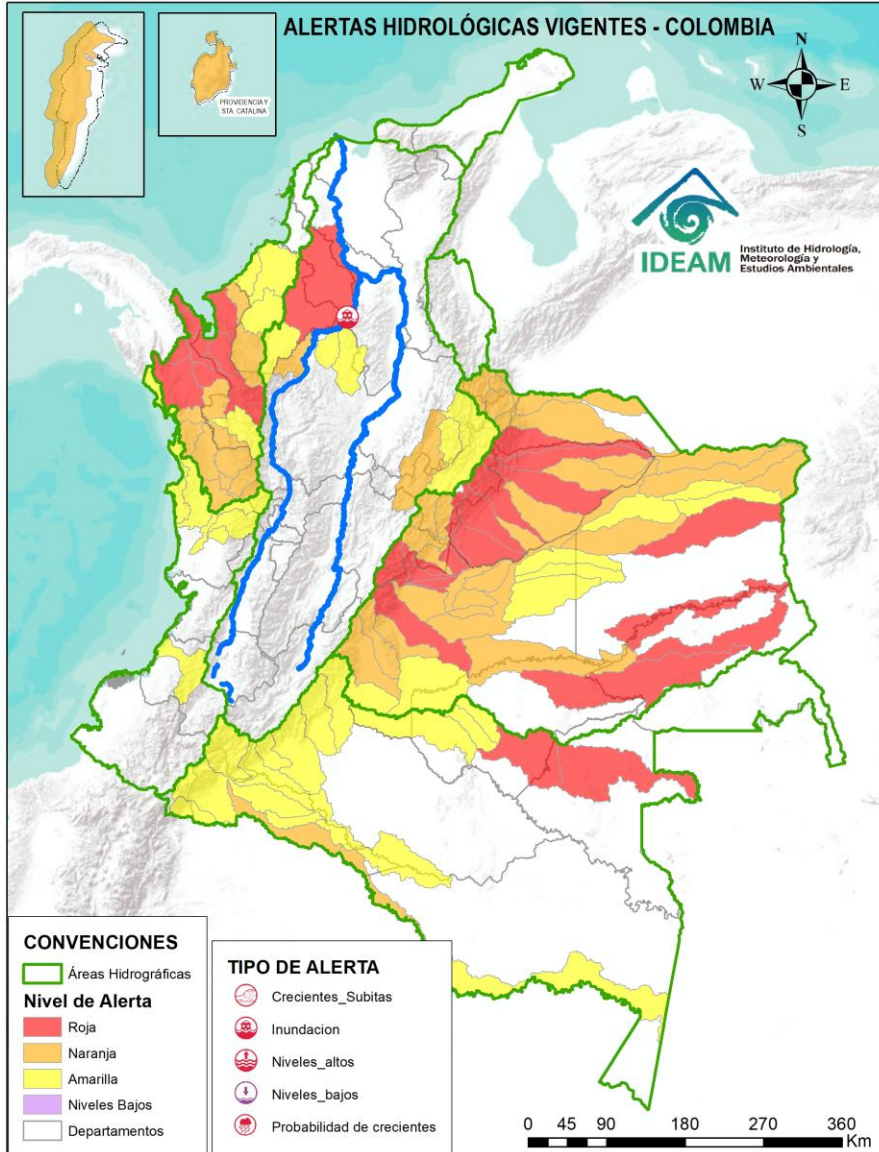 ALERTAS HIDROLÓGICAS VIGENTES - COLOMBIA
PROVIDENCIA Y
STA. CATALINA
N
W
E
S
IDEAM
Instituto de Hidrología,
Meteorología y
Estudios Ambientales
CONVENCIONES
Áreas Hidrográficas
Nivel de Alerta
Roja
Naranja
Amarilla
Niveles Bajos
Departamentos
TIPO DE ALERTA
Crecientes_Subitas
Inundacion
Niveles_altos
Niveles_bajos
Probabilidad de crecientes
0 45 90 180 270 360
Km